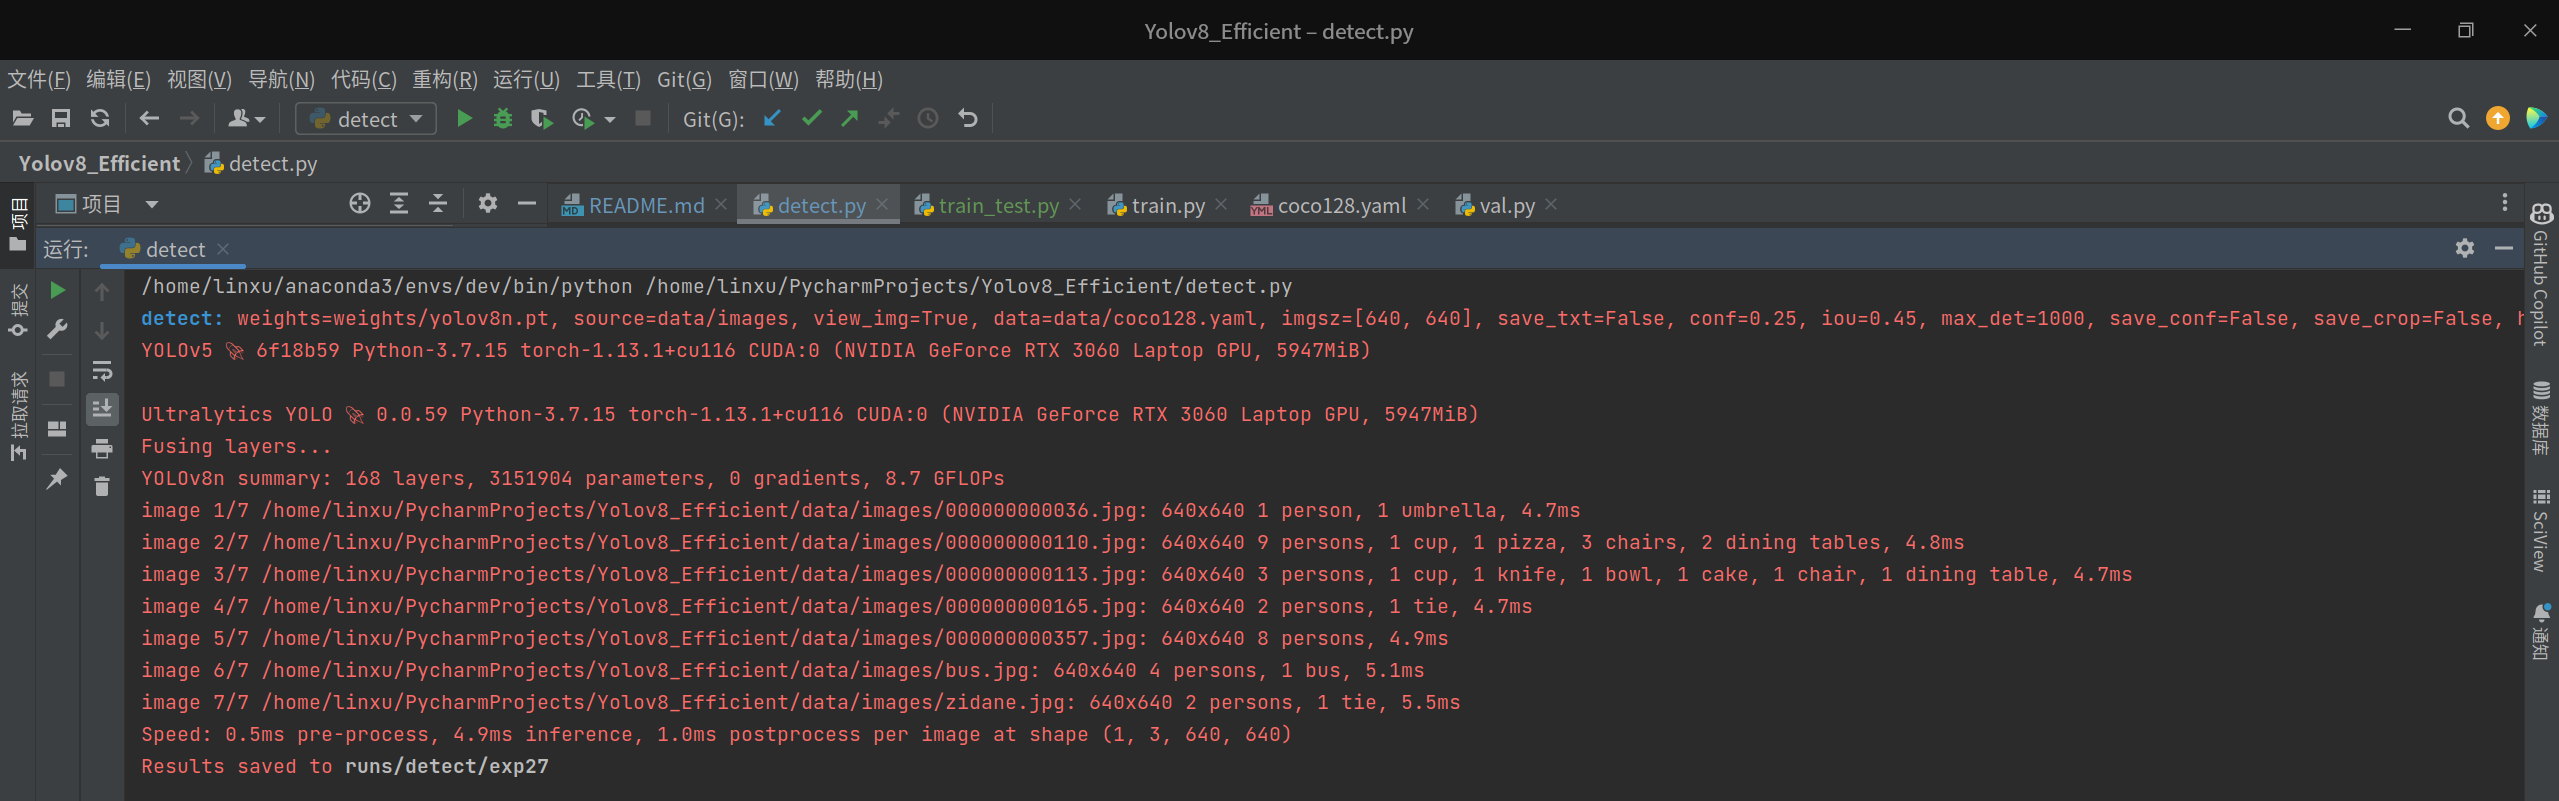 Yolov8_Efficient – detect.py
文件(F) 编辑(E) 视图(V) 导航(N) 代码(C) 重构(R) 运行(U) 工具(T) Git(G) 窗口(W) 帮助(H)
detect Git(G):
Yolov8_Efficient detect.py
项目 README.md detect.py train_test.py train.py coco128.yaml val.py
运行: detect
/home/linxu/anaconda3/envs/dev/bin/python /home/linxu/PycharmProjects/Yolov8_Efficient/detect.py
detect: weights=weights/yolov8n.pt, source=data/images, view_img=True, data=data/coco128.yaml, imgsz=[640, 640], save_txt=False, conf=0.25, iou=0.45, max_det=1000, save_conf=False, save_crop=False,
YOLOv5 🚀 6f18b59 Python-3.7.15 torch-1.13.1+cu116 CUDA:0 (NVIDIA GeForce RTX 3060 Laptop GPU, 5947MiB)
Ultralytics YOLO 🚀 0.0.59 Python-3.7.15 torch-1.13.1+cu116 CUDA:0 (NVIDIA GeForce RTX 3060 Laptop GPU, 5947MiB)
Fusing layers...
YOLOv8n summary: 168 layers, 3151904 parameters, 0 gradients, 8.7 GFLOPs
image 1/7 /home/linxu/PycharmProjects/Yolov8_Efficient/data/images/000000000036.jpg: 640x640 1 person, 1 umbrella, 4.7ms
image 2/7 /home/linxu/PycharmProjects/Yolov8_Efficient/data/images/000000000110.jpg: 640x640 9 persons, 1 cup, 1 pizza, 3 chairs, 2 dining tables, 4.8ms
image 3/7 /home/linxu/PycharmProjects/Yolov8_Efficient/data/images/000000000113.jpg: 640x640 3 persons, 1 cup, 1 knife, 1 bowl, 1 cake, 1 chair, 1 dining table, 4.7ms
image 4/7 /home/linxu/PycharmProjects/Yolov8_Efficient/data/images/000000000165.jpg: 640x640 2 persons, 1 tie, 4.7ms
image 5/7 /home/linxu/PycharmProjects/Yolov8_Efficient/data/images/000000000357.jpg: 640x640 8 persons, 4.9ms
image 6/7 /home/linxu/PycharmProjects/Yolov8_Efficient/data/images/bus.jpg: 640x640 4 persons, 1 bus, 5.1ms
image 7/7 /home/linxu/PycharmProjects/Yolov8_Efficient/data/images/zidane.jpg: 640x640 2 persons, 1 tie, 5.5ms
Speed: 0.5ms pre-process, 4.9ms inference, 1.0ms postprocess per image at shape (1, 3, 640, 640)
Results saved to runs/detect/exp27
项目
提交
拉取请求
GitHub Copilot
数据库
SciView
通知